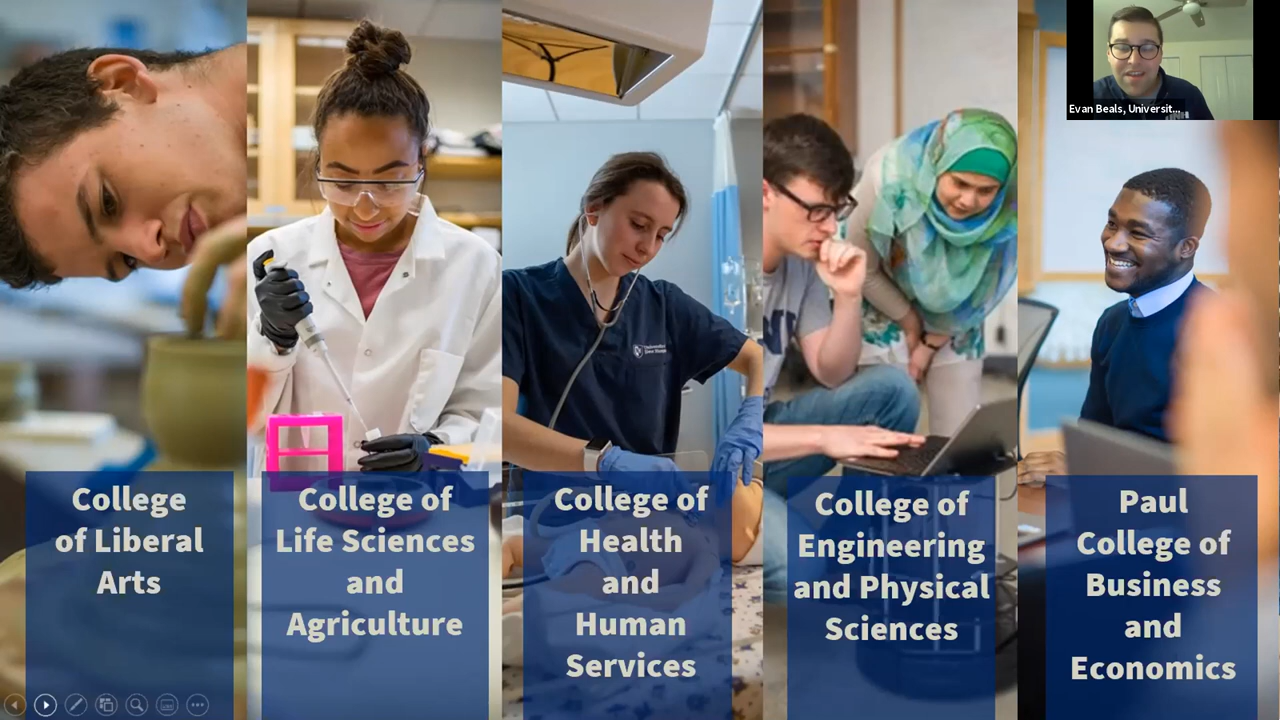 Evan Beals, Universit...
College
of Liberal
Arts
College of
Life Sciences
and
Agriculture
College of
Health
and
Human
Services
College of
Engineering
and Physical
Sciences
Paul
College of
Business
and
Economics